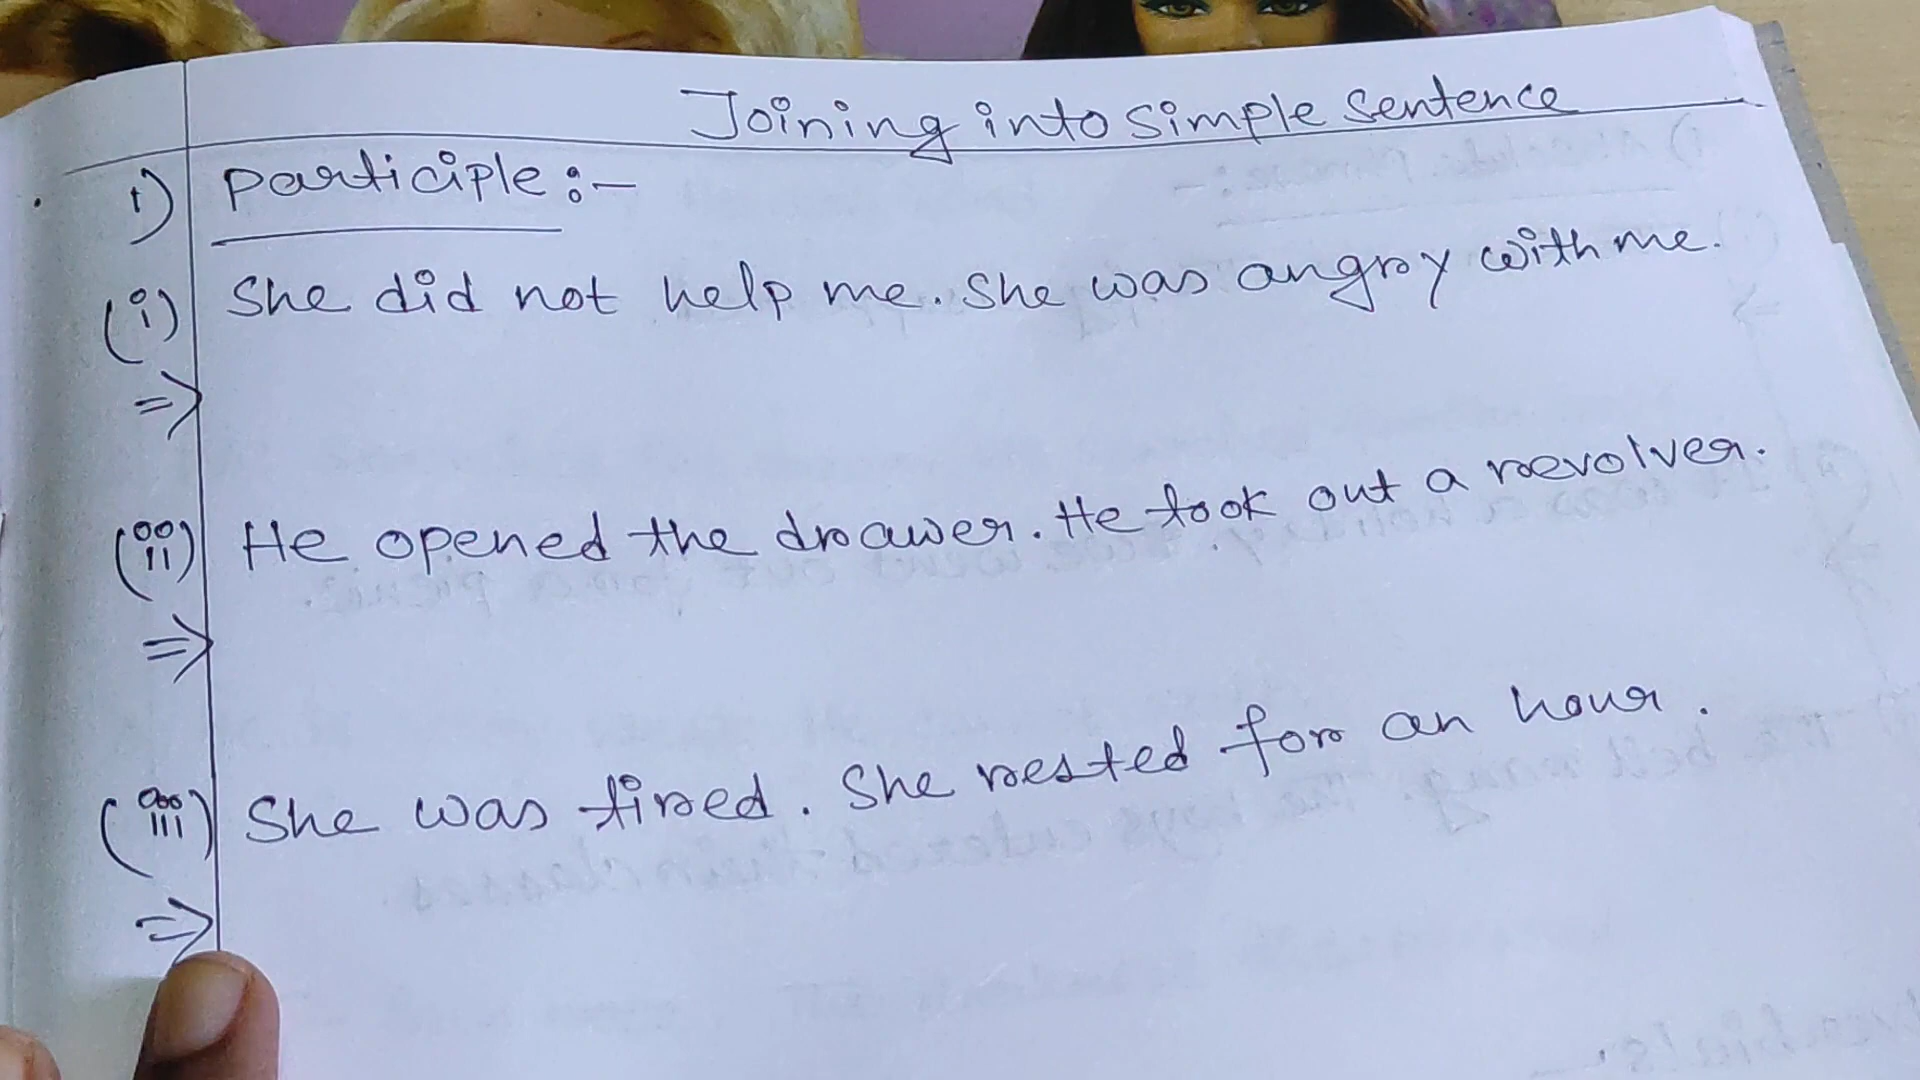 Joining into simple sentence
1) participle:-
(i) She did not help me. She was angry with me.
=>
(ii) He opened the drawer. He took out a revolver.
=>
(iii) She was tired. She rested for an hour.
=>